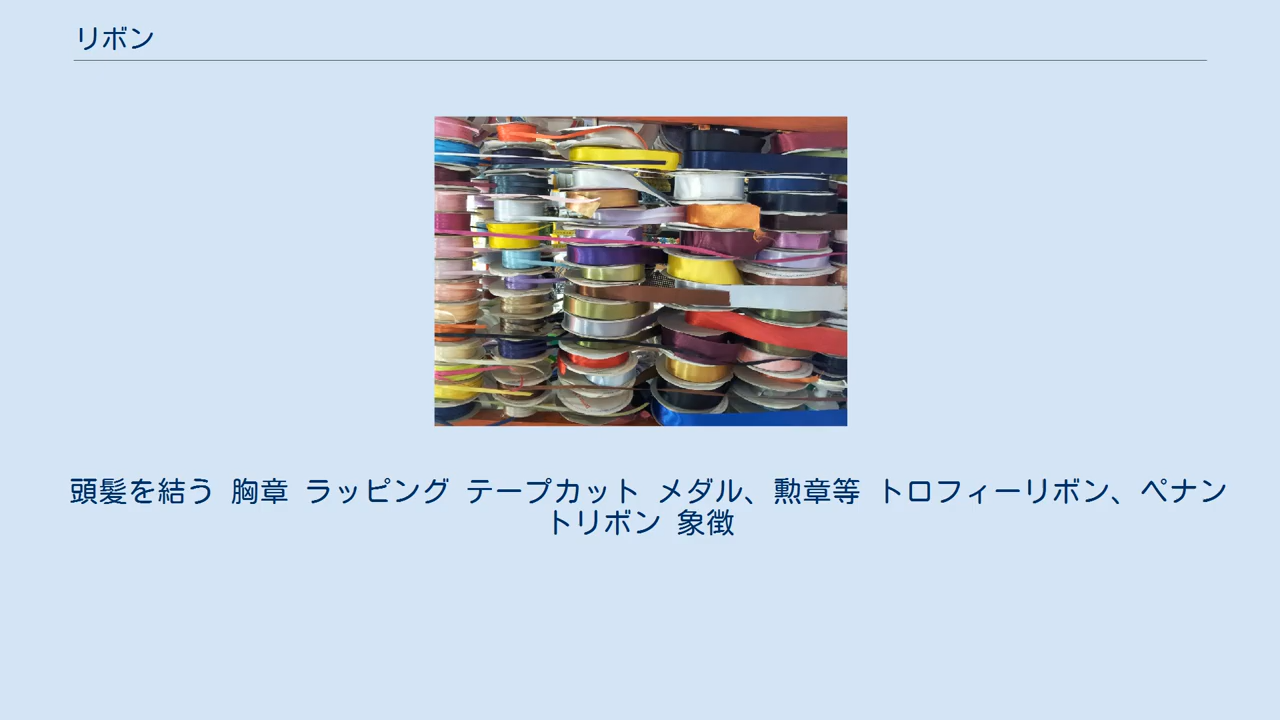 リボン
頭髪を結う 胸章 ラッピング テープカット メダル、勲章等 トロフィーリボン、ペナン
トリボン 象徴